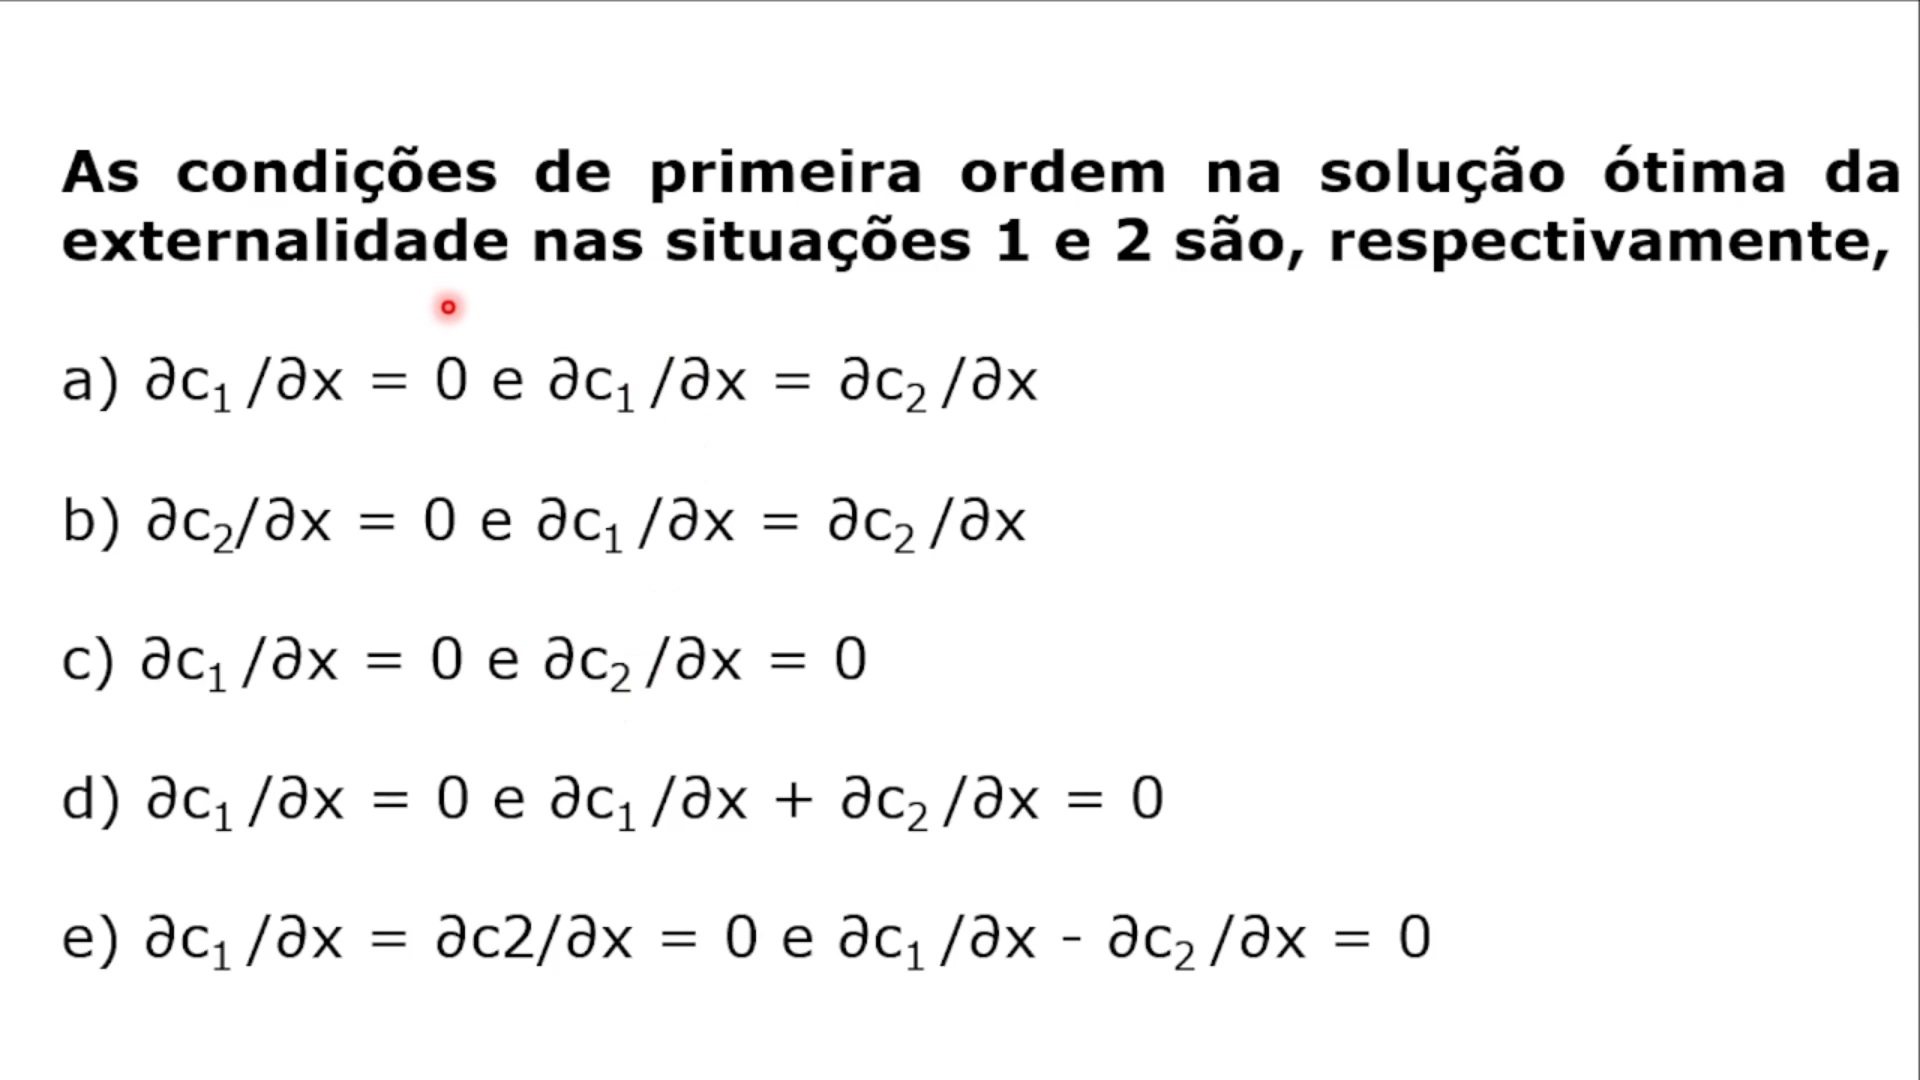 As condições de primeira ordem na solução ótima da
externalidade nas situações 1 e 2 são, respectivamente,
a) ∂c₁ /∂x = 0 e ∂c₁ /∂x = ∂c₂ /∂x
b) ∂c₂/∂x = 0 e ∂c₁ /∂x = ∂c₂ /∂x
c) ∂c₁ /∂x = 0 e ∂c₂ /∂x = 0
d) ∂c₁ /∂x = 0 e ∂c₁ /∂x + ∂c₂ /∂x = 0
e) ∂c₁ /∂x = ∂c2/∂x = 0 e ∂c₁ /∂x - ∂c₂ /∂x = 0